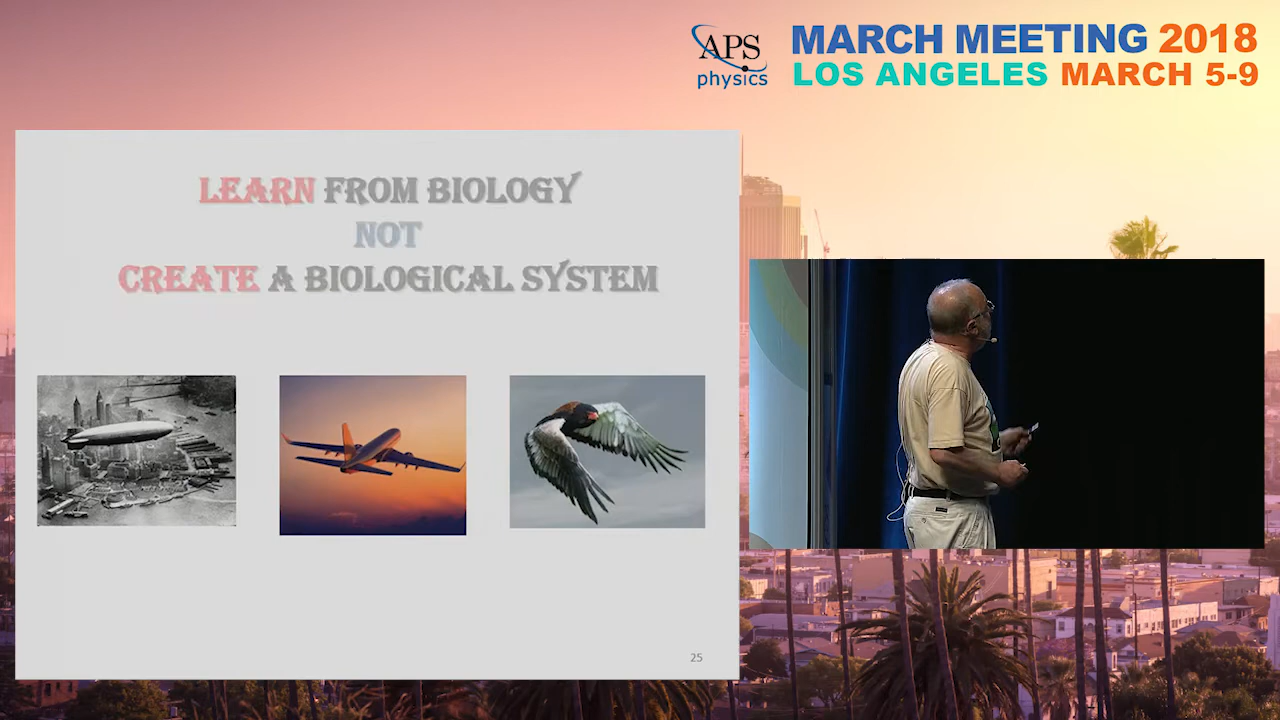 APS
physics
MARCH MEETING 2018
LOS ANGELES MARCH 5-9
LEARN FROM BIOLOGY
NOT
CREATE A BIOLOGICAL SYSTEM
25